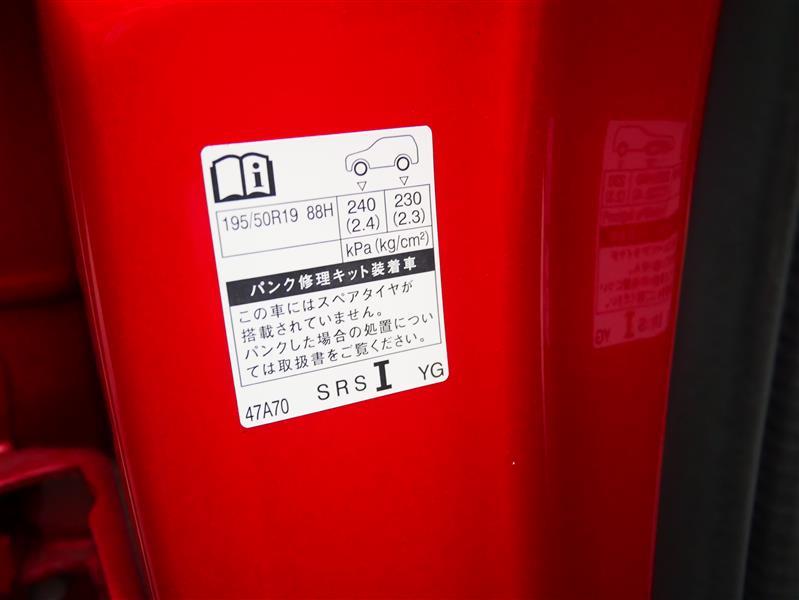 195/50R19 88H
240 230
(2.4) (2.3)
kPa(kg/cm²)
パンク修理キット装着車
この車にはスペアタイヤが
搭載されていません。
パンクした場合の処置につい
ては取扱書をご覧ください。
47A70 SRS I YG